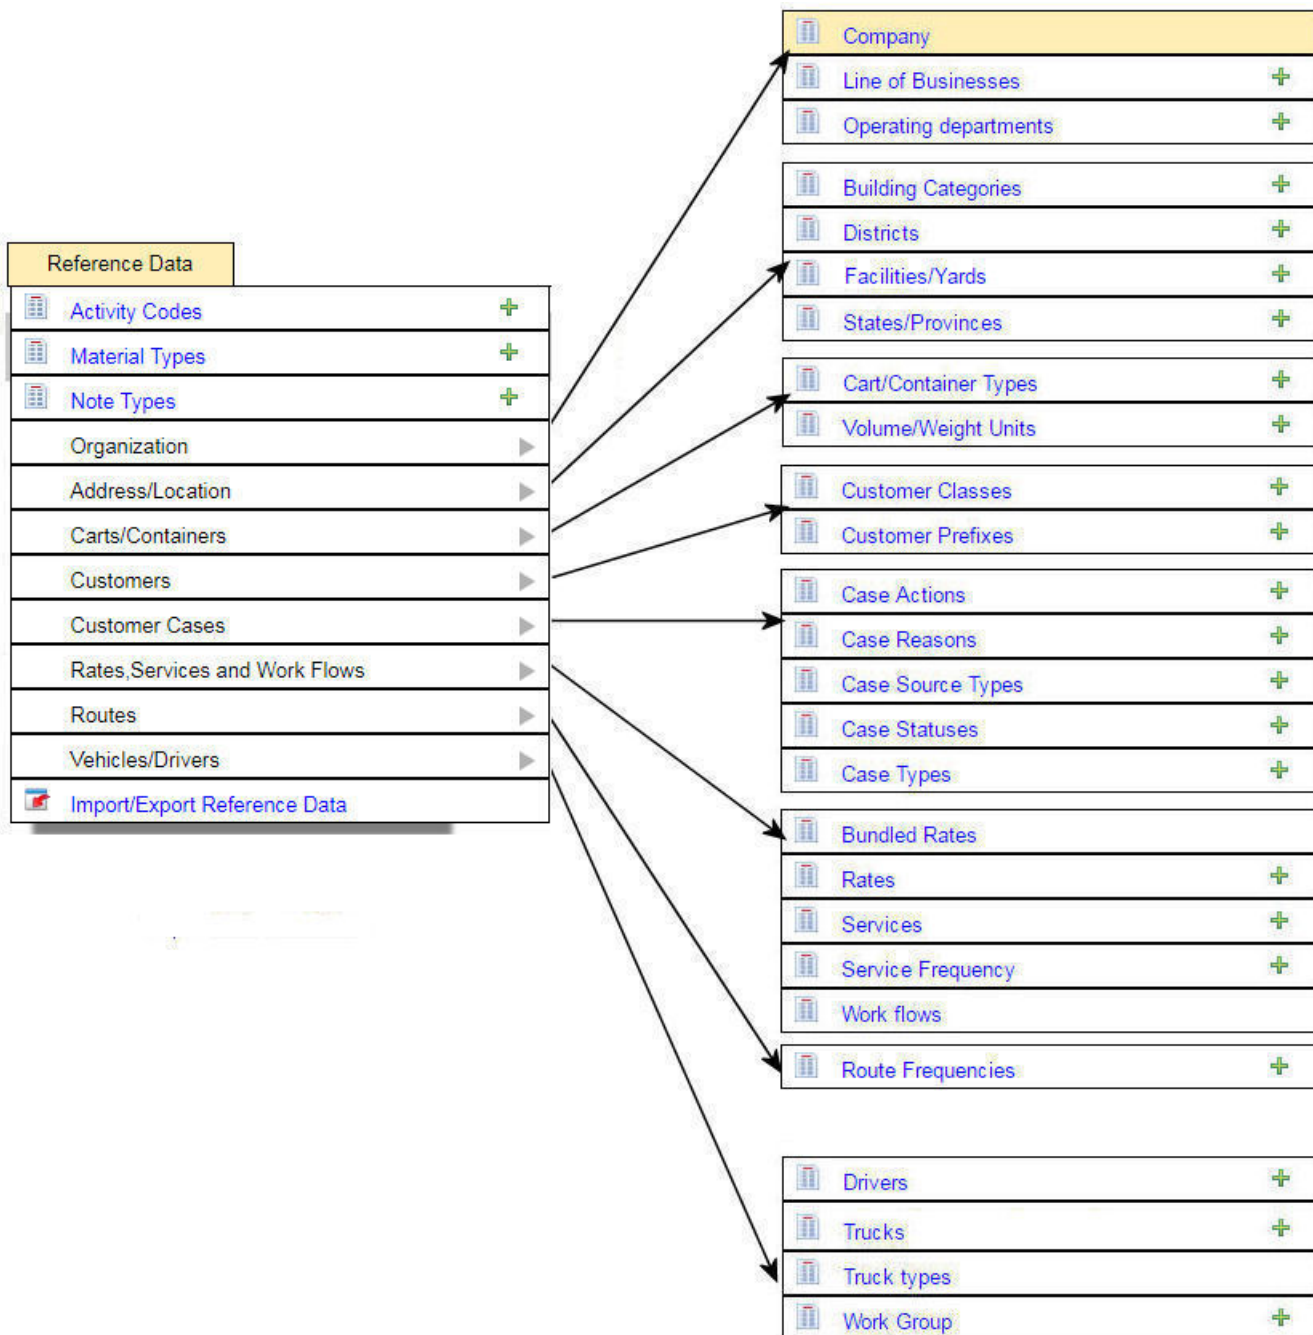 Reference Data
Activity Codes
Material Types
Note Types
Organization
Address/Location
Carts/Containers
Customers
Customer Cases
Rates,Services and Work Flows
Routes
Vehicles/Drivers
Import/Export Reference Data
Company
Line of Businesses
Operating departments
Building Categories
Districts
Facilities/Yards
States/Provinces
Cart/Container Types
Volume/Weight Units
Customer Classes
Customer Prefixes
Case Actions
Case Reasons
Case Source Types
Case Statuses
Case Types
Bundled Rates
Rates
Services
Service Frequency
Work flows
Route Frequencies
Drivers
Trucks
Truck types
Work Group